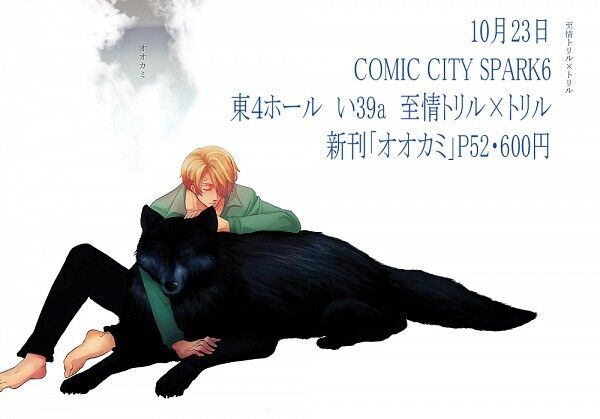 10月23日
COMIC CITY SPARK6
東4ホール い39a 至情トリル×トリル
新刊「オオカミ」P52・600円
至情トリル×トリル
オオカミ